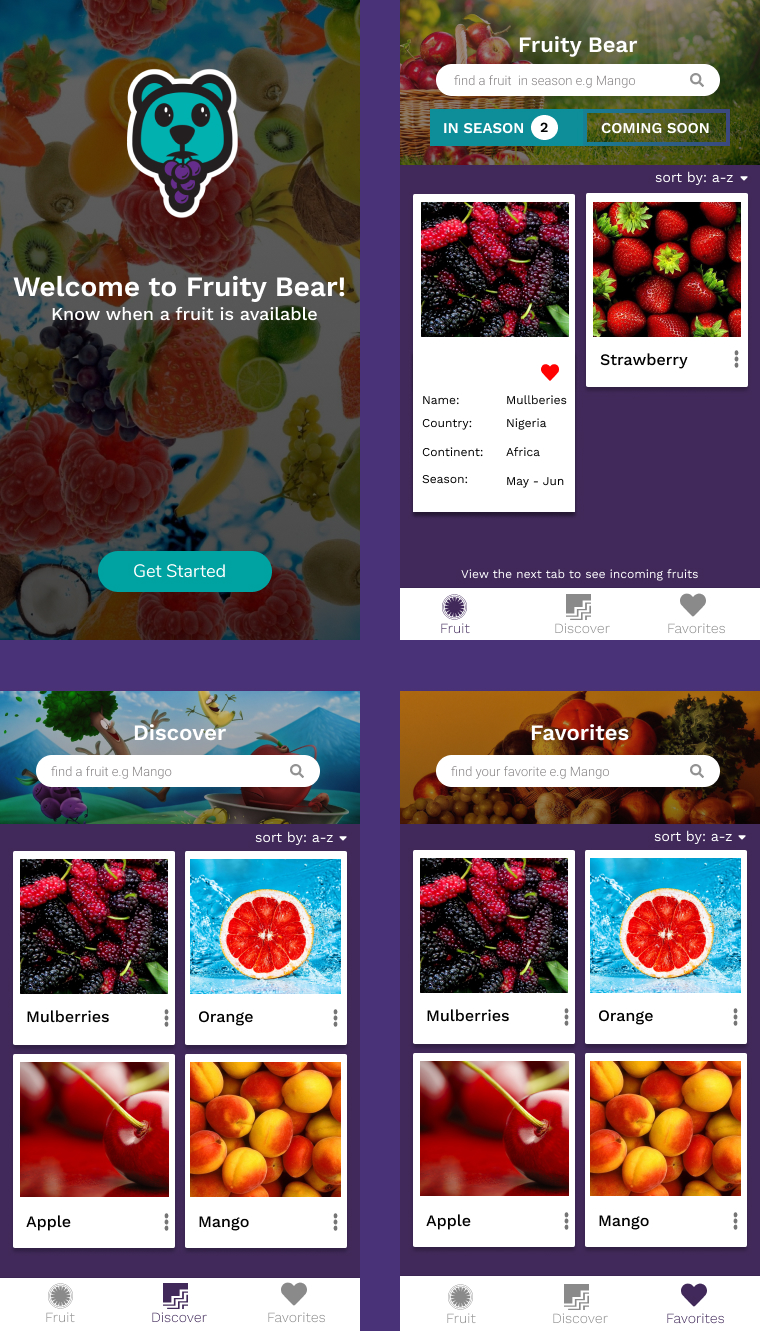 Welcome to Fruity Bear!
Know when a fruit is available
Get Started
Fruity Bear
find a fruit in season e.g Mango
IN SEASON 2
COMING SOON
sort by: a-z
Name: Mullberies
Country: Nigeria
Continent: Africa
Season: May - Jun
Strawberry
View the next tab to see incoming fruits
Fruit Discover Favorites
Discover
find a fruit e.g Mango
sort by: a-z
Mulberries Orange
Apple Mango
Fruit Discover Favorites
Favorites
find your favorite e.g Mango
sort by: a-z
Mulberries Orange
Apple Mango
Fruit Discover Favorites